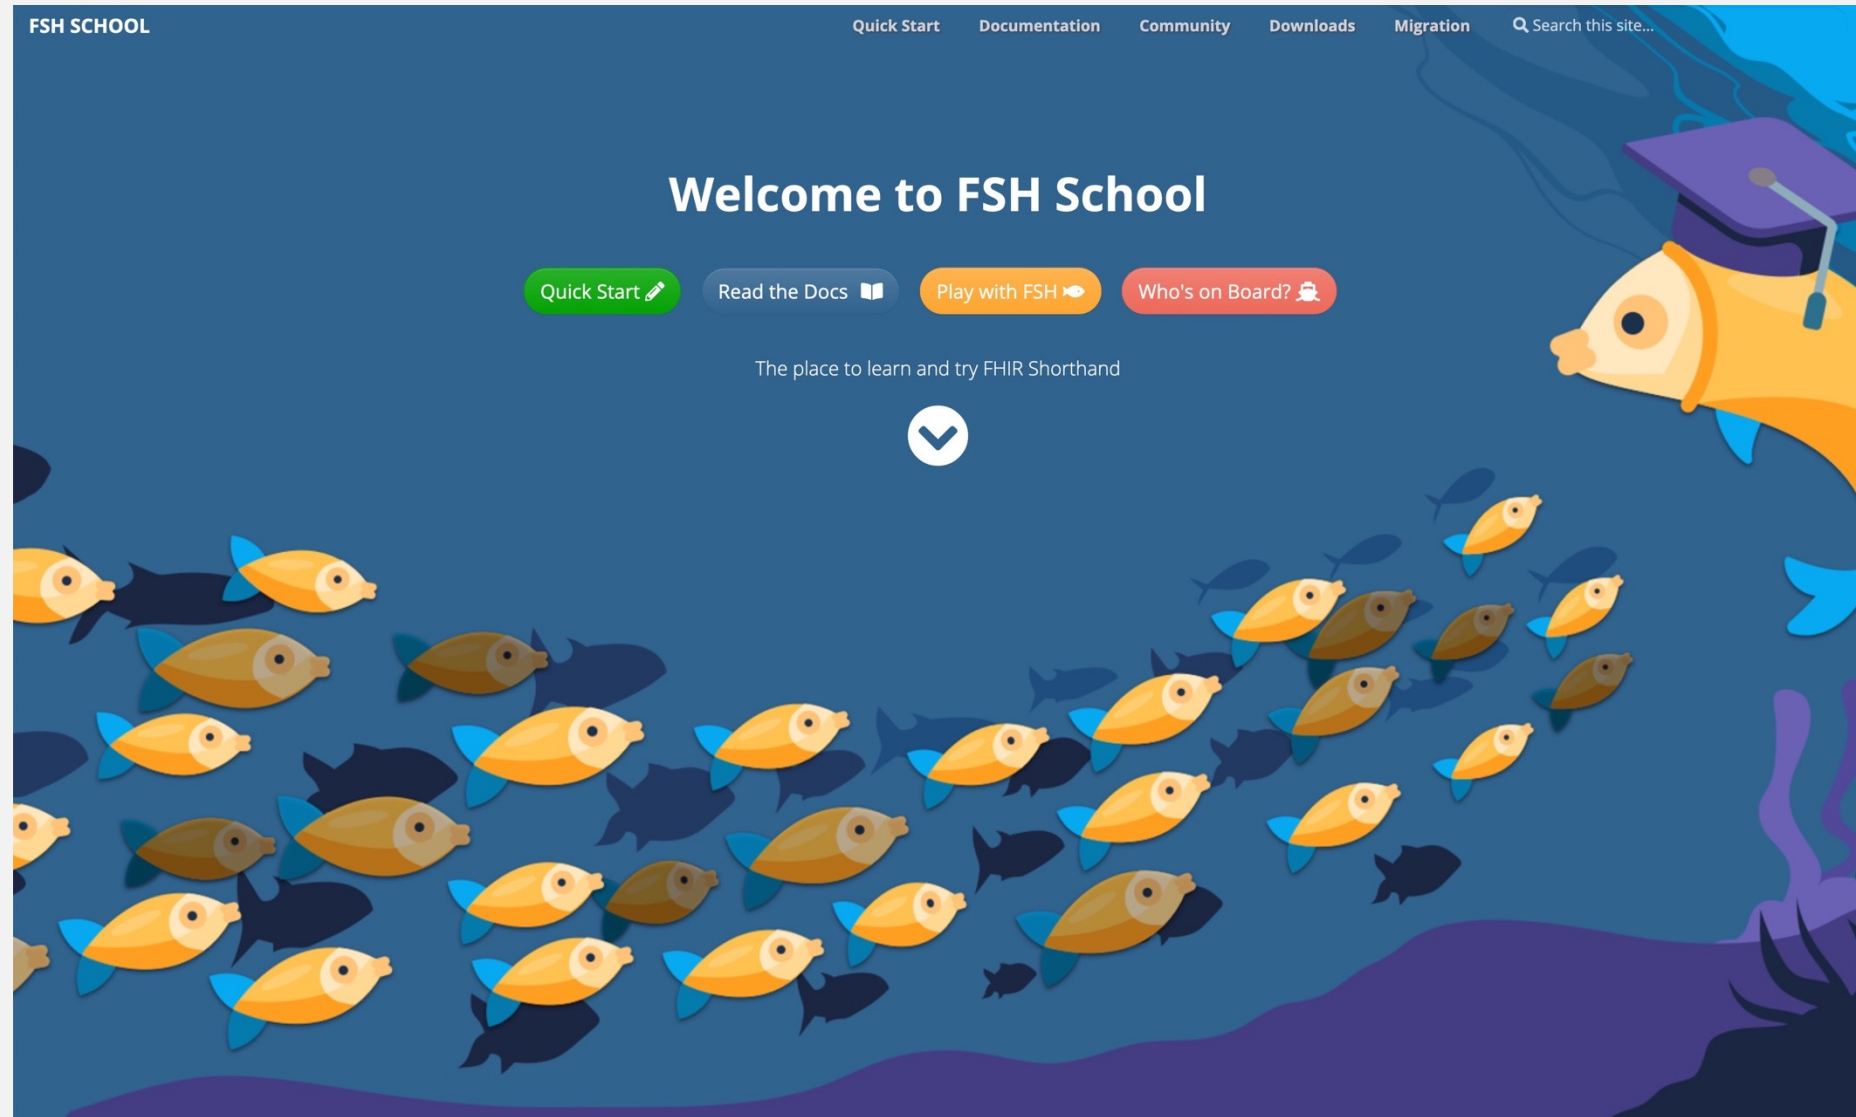 FSH SCHOOL Quick Start Documentation Community Downloads Migration Search this site...
Welcome to FSH School
Quick Start Read the Docs Play with FSH Who's on Board?
The place to learn and try FHIR Shorthand